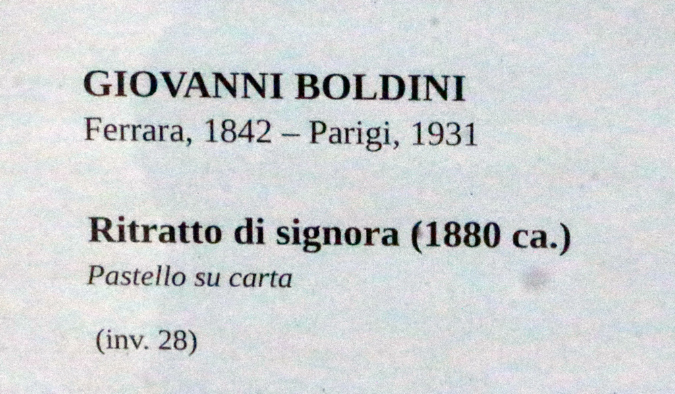 GIOVANNI BOLDINI
Ferrara, 1842 – Parigi, 1931
Ritratto di signora (1880 ca.)
Pastello su carta
(inv. 28)